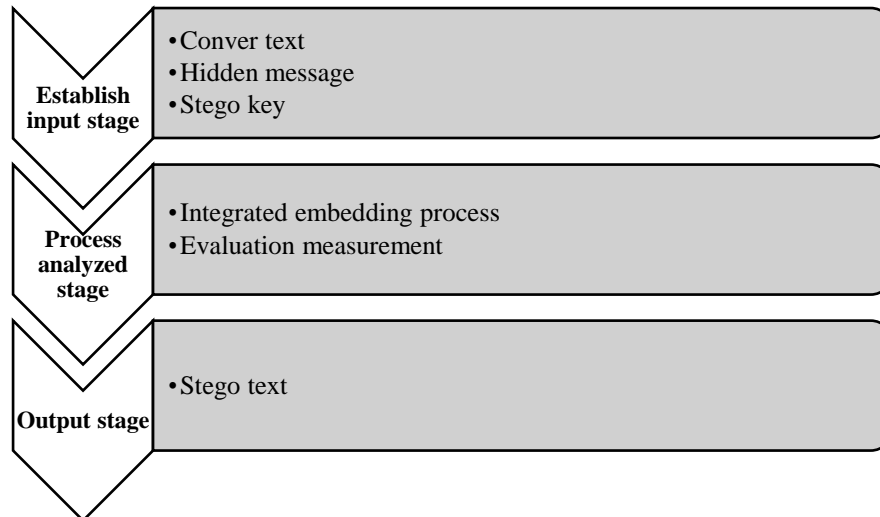 Establish
input stage
•Conver text
•Hidden message
•Stego key
Process
analyzed
stage
•Integrated embedding process
•Evaluation measurement
Output stage
•Stego text